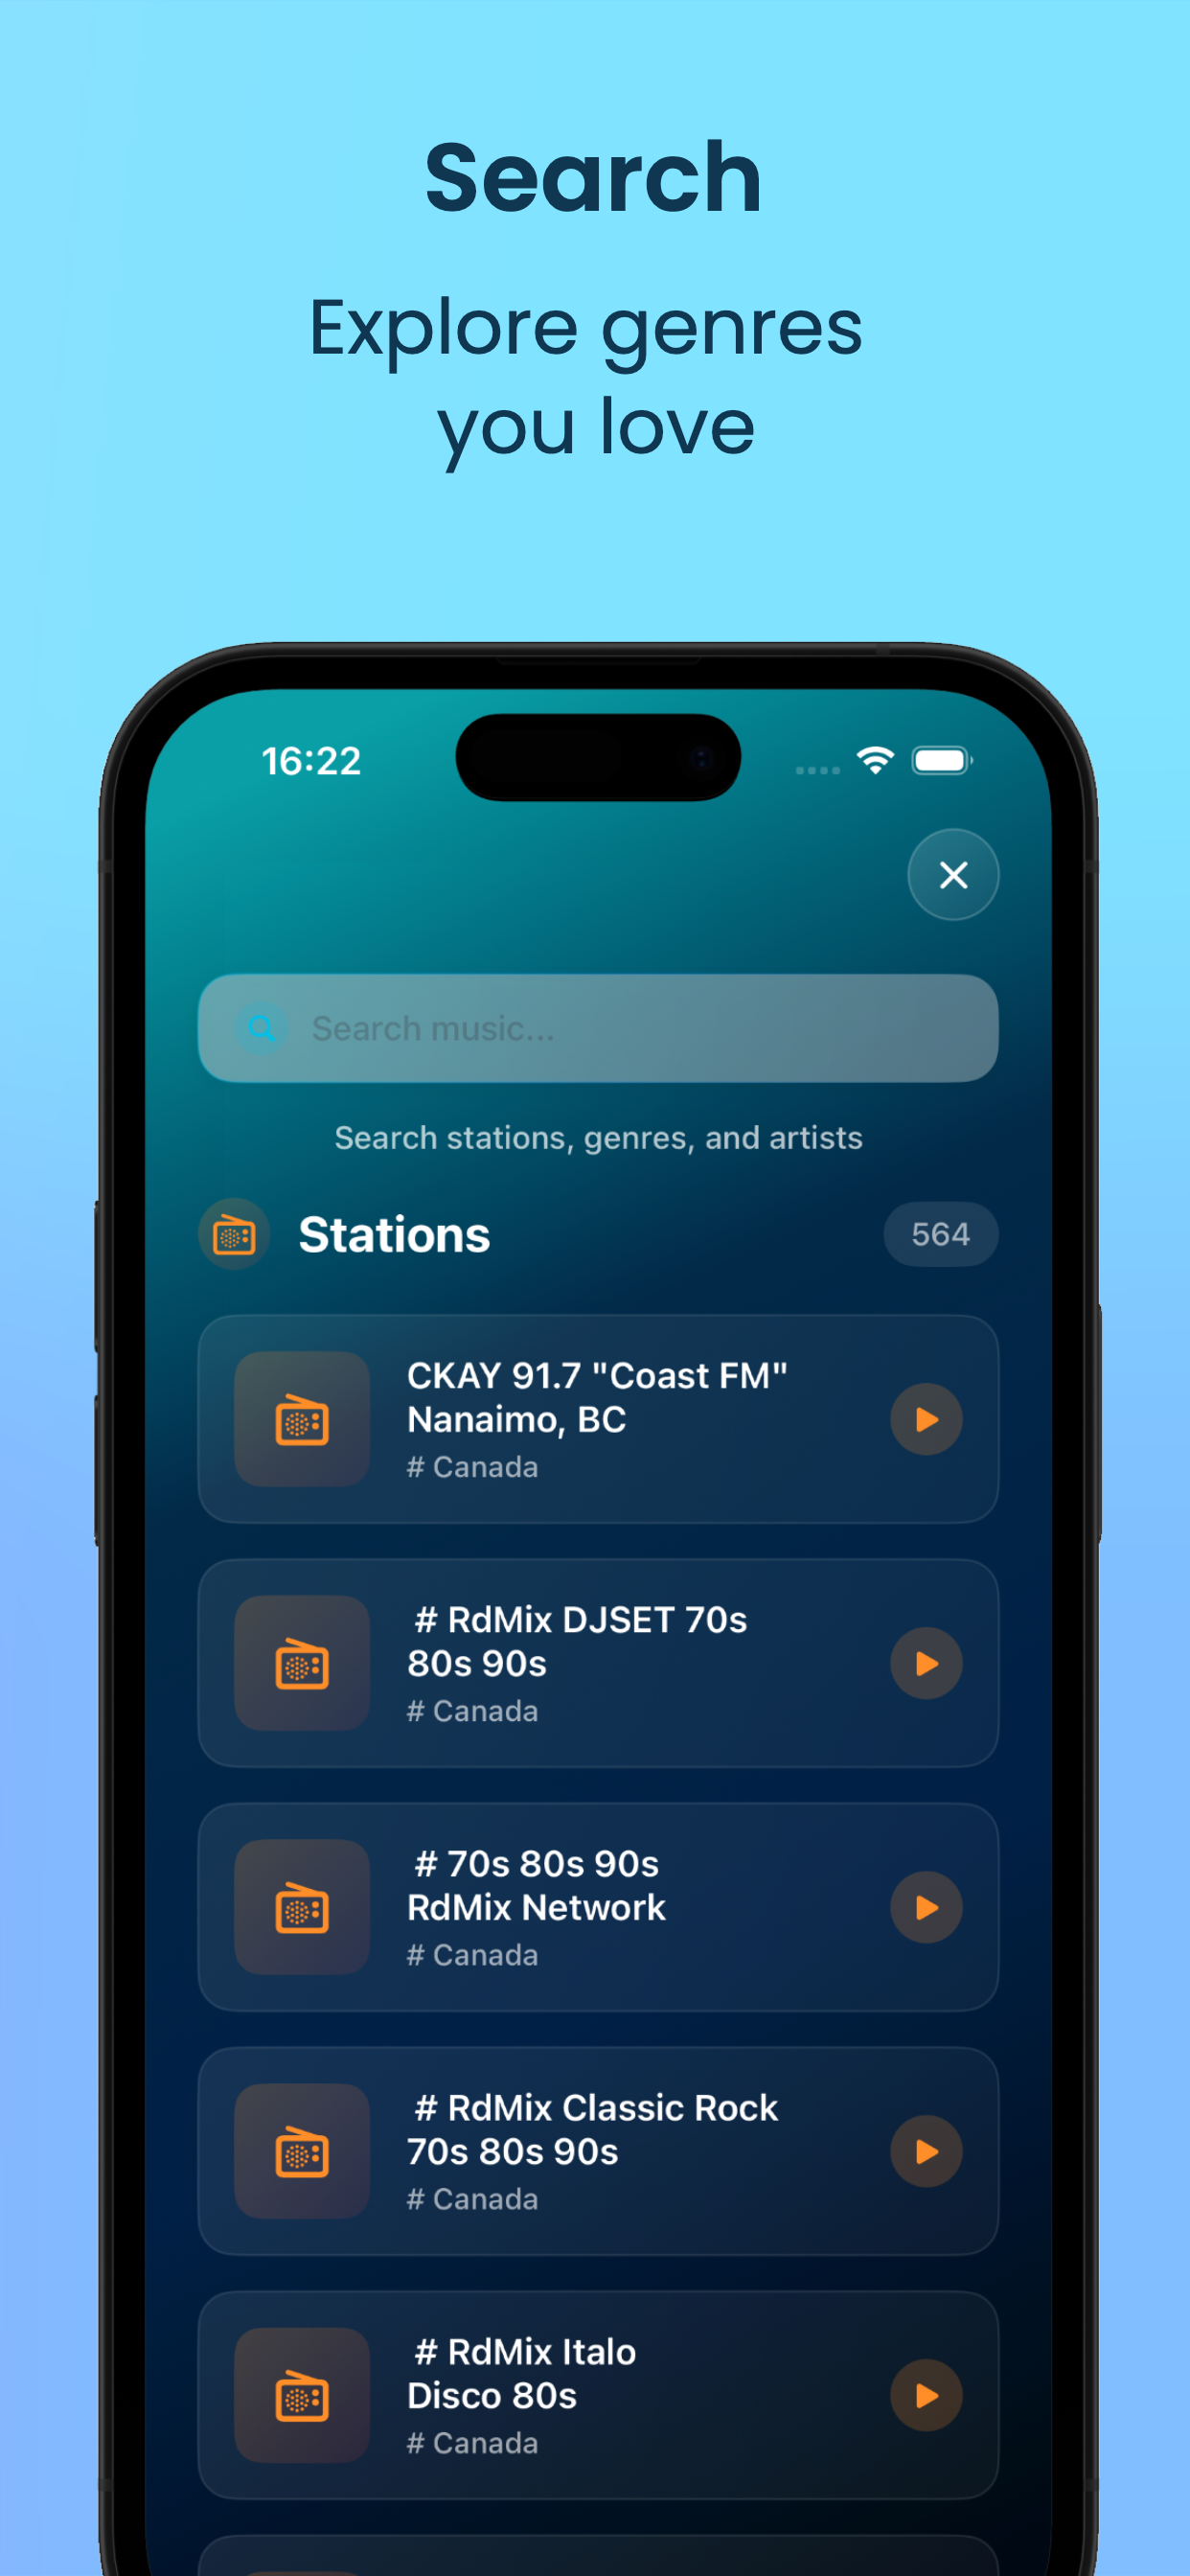 Search
Explore genres
you love
16:22
Search music...
Search stations, genres, and artists
Stations
564
CKAY 91.7 "Coast FM"
Nanaimo, BC
# Canada
# RdMix DJSET 70s
80s 90s
# Canada
# 70s 80s 90s
RdMix Network
# Canada
# RdMix Classic Rock
70s 80s 90s
# Canada
# RdMix Italo
Disco 80s
# Canada